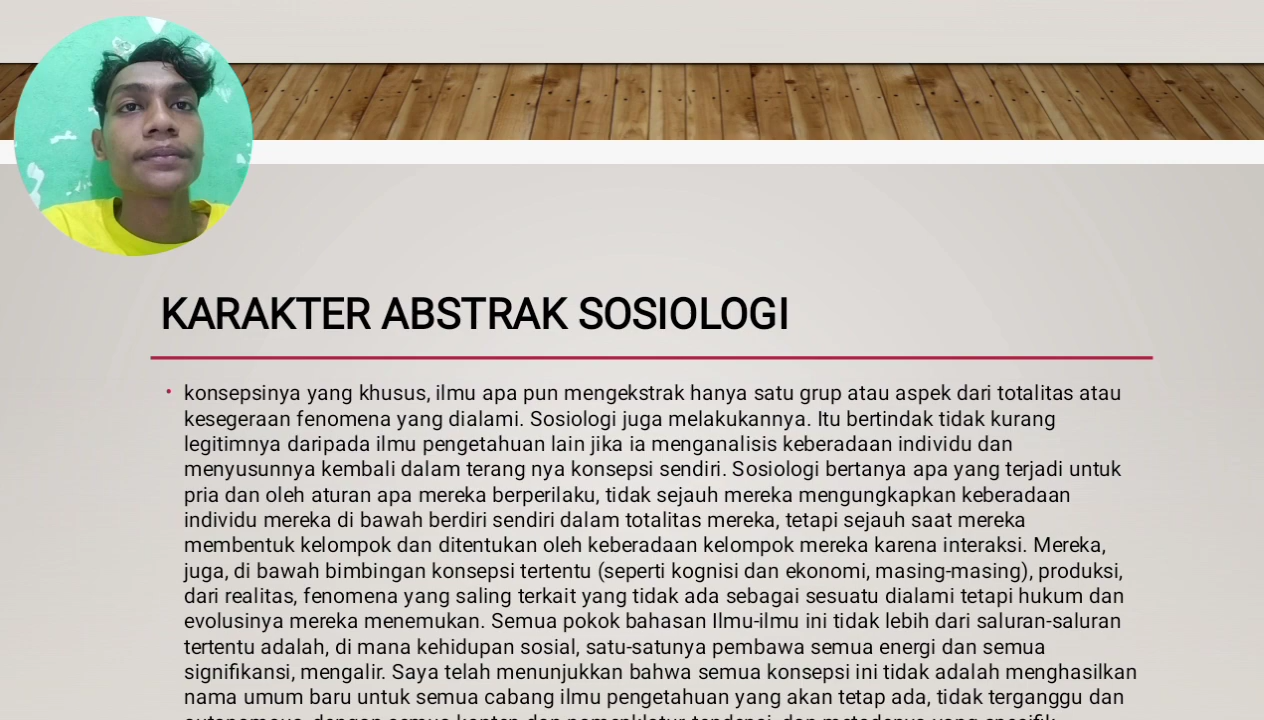 KARAKTER ABSTRAK SOSIOLOGI
• konsepsinya yang khusus, ilmu apa pun mengekstrak hanya satu grup atau aspek dari totalitas atau
kesegeraan fenomena yang dialami. Sosiologi juga melakukannya. Itu bertindak tidak kurang
legitimnya daripada ilmu pengetahuan lain jika ia menganalisis keberadaan individu dan
menyusunnya kembali dalam terang nya konsepsi sendiri. Sosiologi bertanya apa yang terjadi untuk
pria dan oleh aturan apa mereka berperilaku, tidak sejauh mereka mengungkapkan keberadaan
individu mereka di bawah berdiri sendiri dalam totalitas mereka, tetapi sejauh saat mereka
membentuk kelompok dan ditentukan oleh keberadaan kelompok mereka karena interaksi. Mereka,
juga, di bawah bimbingan konsepsi tertentu (seperti kognisi dan ekonomi, masing-masing), produksi,
dari realitas, fenomena yang saling terkait yang tidak ada sebagai sesuatu dialami tetapi hukum dan
evolusinya mereka menemukan. Semua pokok bahasan Ilmu-ilmu ini tidak lebih dari saluran-saluran
tertentu adalah, di mana kehidupan sosial, satu-satunya pembawa semua energi dan semua
signifikansi, mengalir. Saya telah menunjukkan bahwa semua konsepsi ini tidak adalah menghasilkan
nama umum baru untuk semua cabang ilmu pengetahuan yang akan tetap ada, tidak terganggu dan